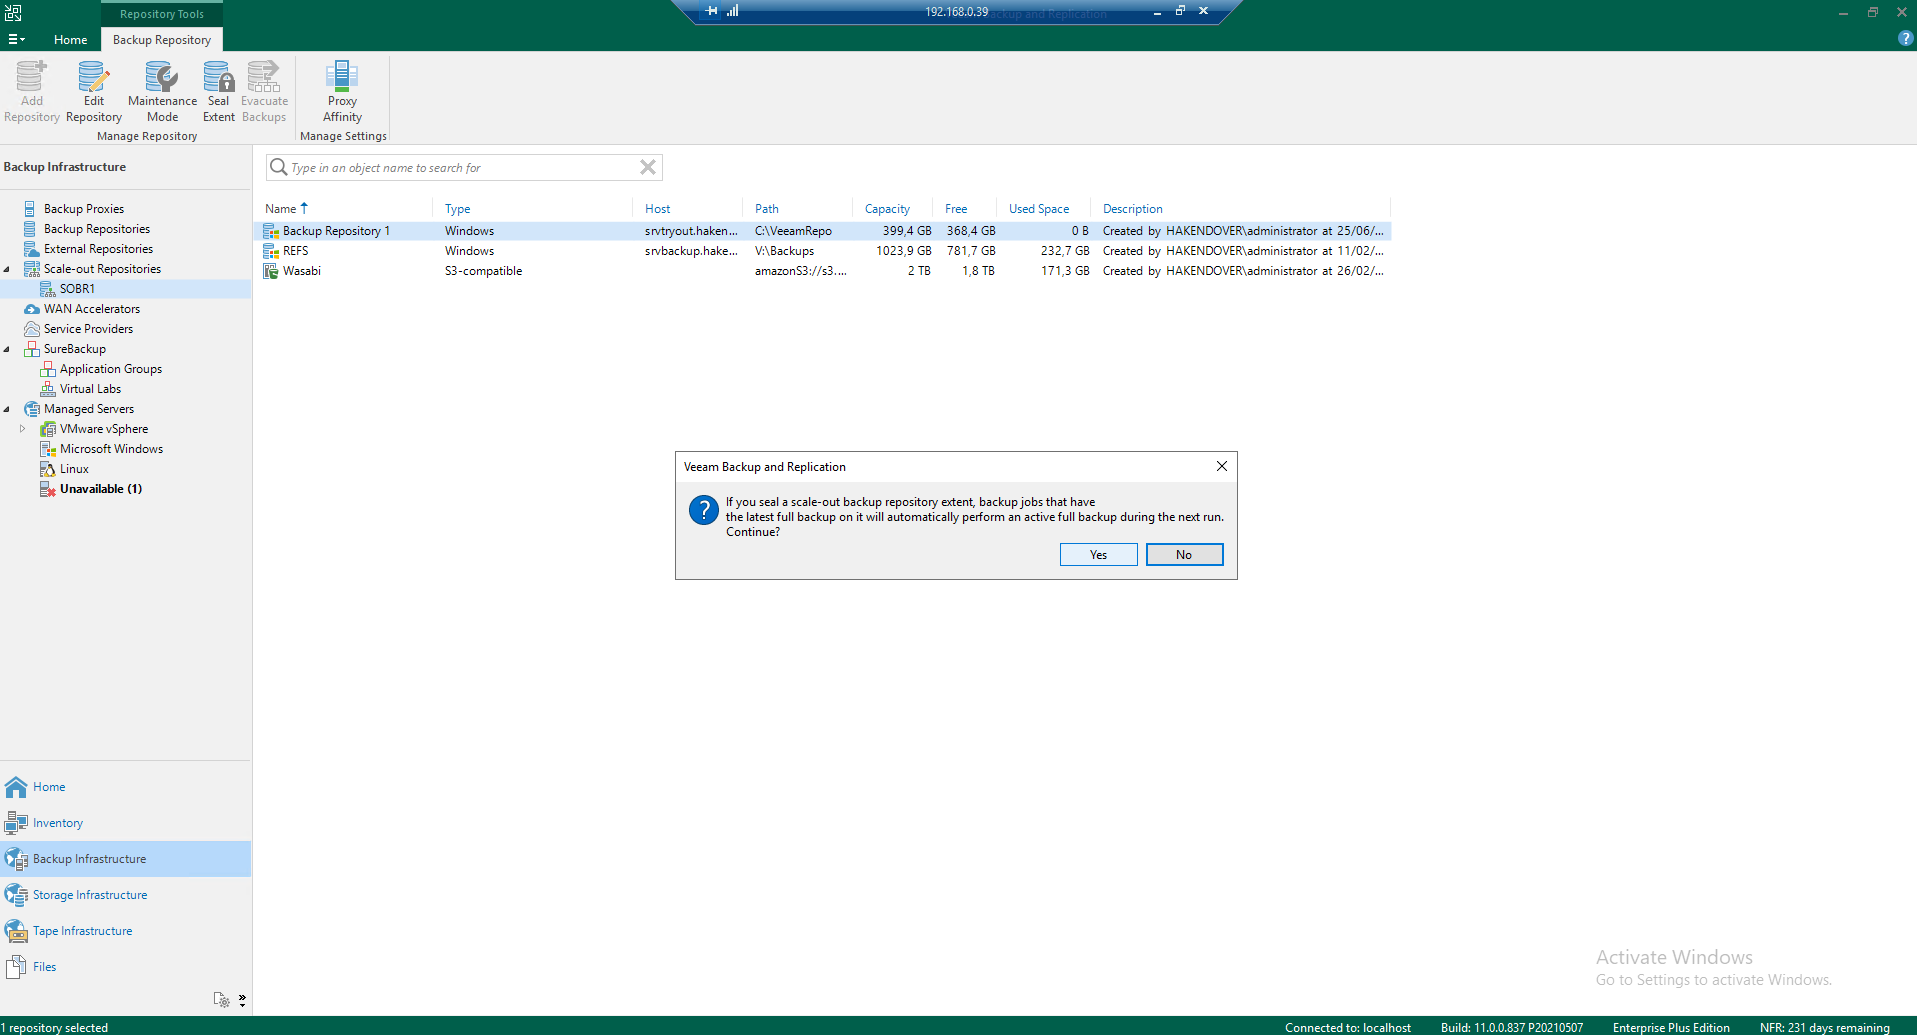 Repository Tools
192.168.0.39
Backup and Replication
Home
Backup Repository
Add
Repository
Edit
Repository
Maintenance
Mode
Seal
Extent
Evacuate
Backups
Proxy
Affinity
Manage Repository
Manage Settings
Backup Infrastructure
Type in an object name to search for
Backup Proxies
Backup Repositories
External Repositories
Scale-out Repositories
SOBR1
WAN Accelerators
Service Providers
SureBackup
Application Groups
Virtual Labs
Managed Servers
VMware vSphere
Microsoft Windows
Linux
Unavailable (1)
Name Type Host Path Capacity Free Used Space Description
Backup Repository 1 Windows srvtryout.haken... C:\VeeamRepo 399,4 GB 368,4 GB 0 B Created by HAKENDOVER\administrator at 25/06/...
REFS Windows srvbackup.hake... V:\Backups 1023,9 GB 781,7 GB 232,7 GB Created by HAKENDOVER\administrator at 11/02/...
Wasabi S3-compatible amazonS3://s3.... 2 TB 1,8 TB 171,3 GB Created by HAKENDOVER\administrator at 26/02/...
Veeam Backup and Replication
If you seal a scale-out backup repository extent, backup jobs that have
the latest full backup on it will automatically perform an active full backup during the next run.
Continue?
Yes
No
Home
Inventory
Backup Infrastructure
Storage Infrastructure
Tape Infrastructure
Files
Activate Windows
Go to Settings to activate Windows.
1 repository selected
Connected to: localhost
Build: 11.0.0.837 P20210507
Enterprise Plus Edition
NFR: 231 days remaining